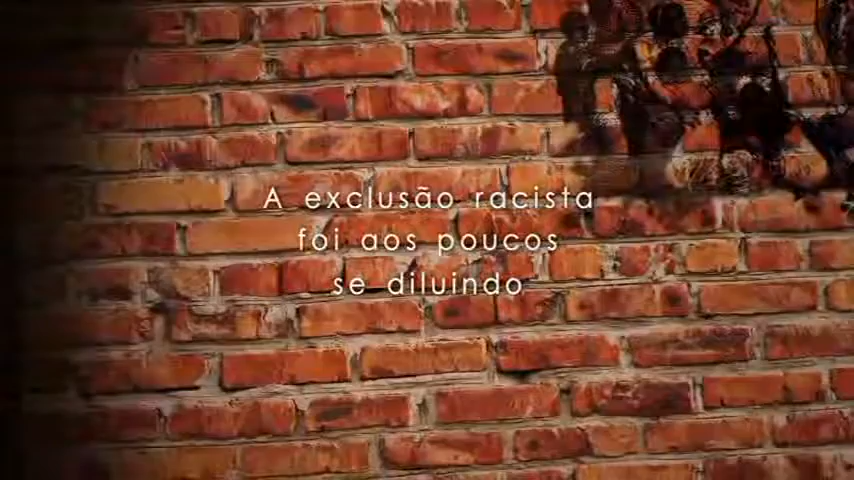 A exclusão racista
foi aos poucos
se diluindo